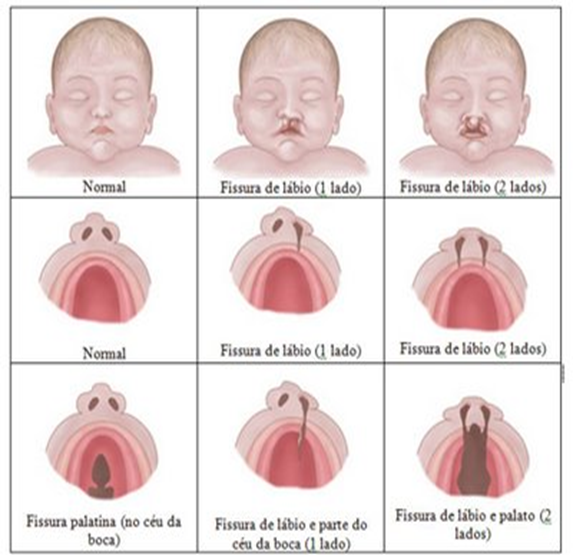 Normal
Fissura de lábio (1 lado)
Fissura de lábio (2 lados)
Normal
Fissura de lábio (1 lado)
Fissura de lábio (2 lados)
Fissura palatina (no céu da
boca)
Fissura de lábio e parte do
céu da boca (1 lado)
Fissura de lábio e palato (2
lados)